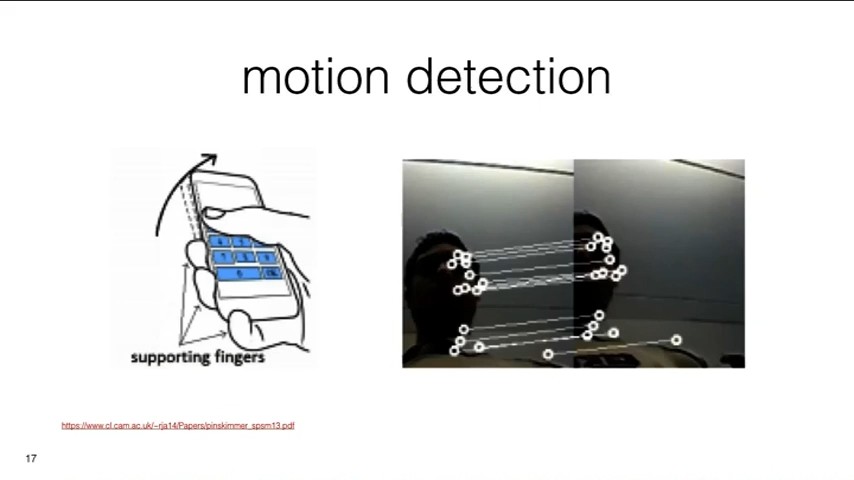 motion detection
supporting fingers
https://www.cl.cam.ac.uk/~rja14/Papers/pinskimmer_spsm13.pdf
17